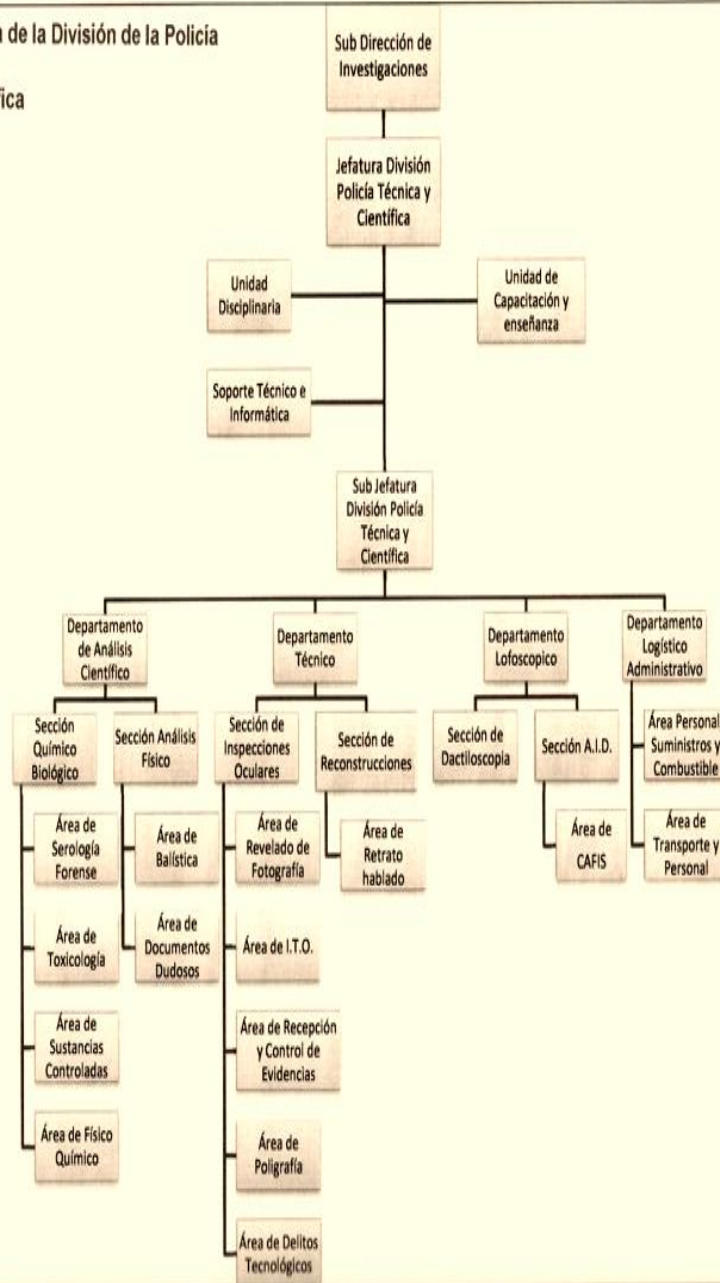 de la División de la Policía
Sub Dirección de
Investigaciones
Jefatura División
Policía Técnica y
Científica
Unidad
Disciplinaria
Unidad de
Capacitación y
enseñanza
Soporte Técnico e
Informática
Sub Jefatura
División Policía
Técnica y
Científica
Departamento
de Análisis
Científico
Departamento
Técnico
Departamento
Lofoscopico
Departamento
Logístico
Administrativo
Sección
Químico
Biológico
Sección Análisis
Físico
Sección de
Inspecciones
Oculares
Sección de
Reconstrucciones
Sección de
Dactiloscopia
Sección A.I.D.
Área Personal
Suministros y
Combustible
Área de
Serología
Forense
Área de
Balística
Área de
Revelado de
Fotografía
Área de
Retrato
hablado
Área de
CAFIS
Área de
Transporte y
Personal
Área de
Toxicología
Área de
Documentos
Dudosos
Área de I.T.O.
Área de
Sustancias
Controladas
Área de Recepción
y Control de
Evidencias
Área de Físico
Químico
Área de
Poligrafía
Área de Delitos
Tecnológicos